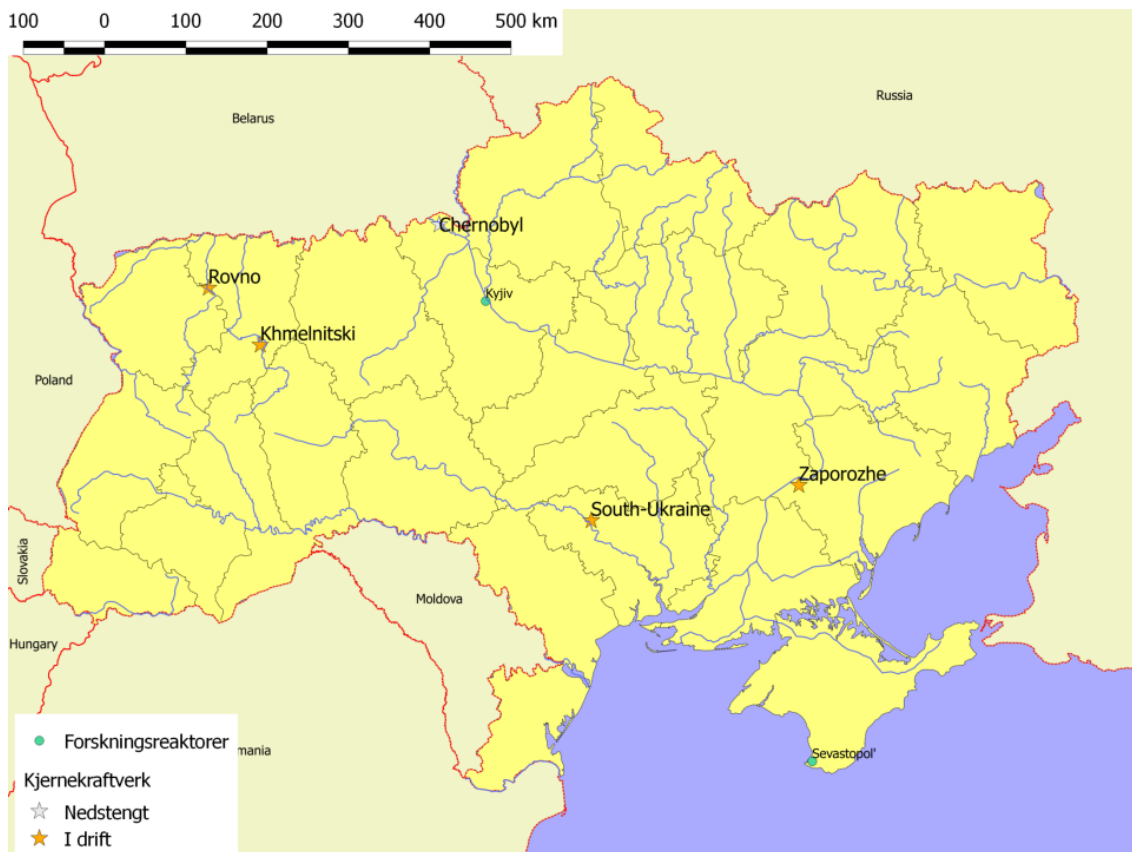 100 0 100 200 300 400 500 km
Russia
Belarus
Chernobyl
Rovno
Kyjiv
Khmelnitski
Poland
Zaporozhe
South-Ukraine
Slovakia
Moldova
Hungary
Forskningsreaktorer
mania
Sevastopol'
Kjernekraftverk
Nedstengt
I drift